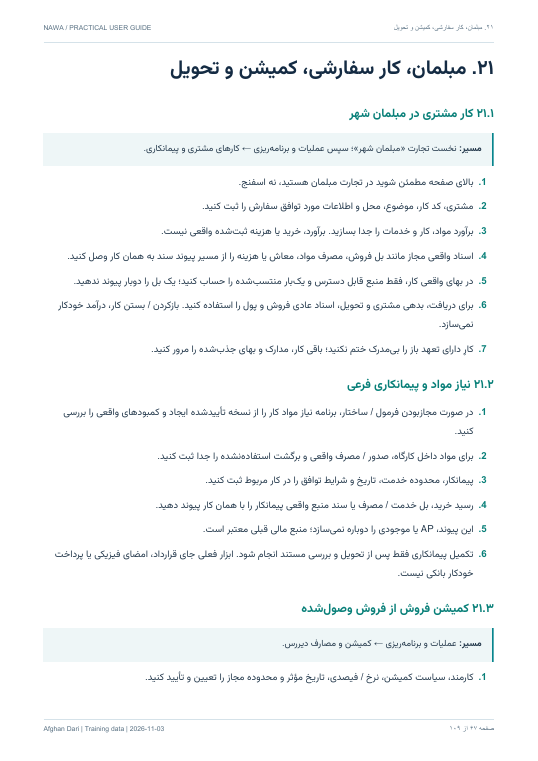 NAWA / PRACTICAL USER GUIDE
۲۱. مبلمان، کار سفارشی، کمیشن و تحویل
۲۱. مبلمان، کار سفارشی، کمیشن و تحویل
۲۱.۱ کار مشتری در مبلمان شهر
مسیر: نخست تجارت «مبلمان شهر»؛ سپس عملیات و برنامه‌ریزی ← کارهای مشتری و پیمانکاری.
1. بالای صفحه مطمئن شوید در تجارت مبلمان هستید، نه اسفنج.
2. مشتری، کد کار، موضوع، محل و اطلاعات مورد توافق سفارش را ثبت کنید.
3. برآورد مواد، کار و خدمات را جدا بسازید. برآورد، خرید یا هزینه ثبت‌شده واقعی نیست.
4. اسناد واقعی مجاز مانند بل فروش، مصرف مواد، معاش یا هزینه را از مسیر پیوند سند به همان کار وصل کنید.
5. در بهای واقعی کار، فقط منبع قابل دسترس و یک‌بار منتسب‌شده را حساب کنید؛ یک بل را دوبار پیوند ندهید.
6. برای دریافت، بدهی مشتری و تحویل، اسناد عادی فروش و پول را استفاده کنید. بازکردن / بستن کار، درآمد خودکار
نمی‌سازد.
7. کار دارای تعهد باز را بی‌مدرک ختم نکنید؛ باقی کار، مدارک و بهای جذب‌شده را مرور کنید.
۲۱.۲ نیاز مواد و پیمانکاری فرعی
1. در صورت مجازبودن فرمول / ساختار، برنامه نیاز مواد کار را از نسخه تأییدشده ایجاد و کمبودهای واقعی را بررسی
کنید.
2. برای مواد داخل کارگاه، صدور / مصرف واقعی و برگشت استفاده‌نشده را جدا ثبت کنید.
3. پیمانکار، محدوده خدمت، تاریخ و شرایط توافق را در کار مربوط ثبت کنید.
4. رسید خرید، بل خدمت / مصرف یا سند منبع واقعی پیمانکار را با همان کار پیوند دهید.
5. این پیوند، AP یا موجودی را دوباره نمی‌سازد؛ منبع مالی قبلی معتبر است.
6. تکمیل پیمانکاری فقط پس از تحویل و بررسی مستند انجام شود. ابزار فعلی جای قرارداد، امضای فیزیکی یا پرداخت
خودکار بانکی نیست.
۲۱.۳ کمیشن فروش از فروش وصول‌شده
مسیر: عملیات و برنامه‌ریزی ← کمیشن و مصارف دیررس.
1. کارمند، سیاست کمیشن، نرخ / فیصدی، تاریخ مؤثر و محدوده مجاز را تعیین و تأیید کنید.
Afghan Dari | Training data | 2026-11-03
صفحه ۴۷ از ۱۰۹